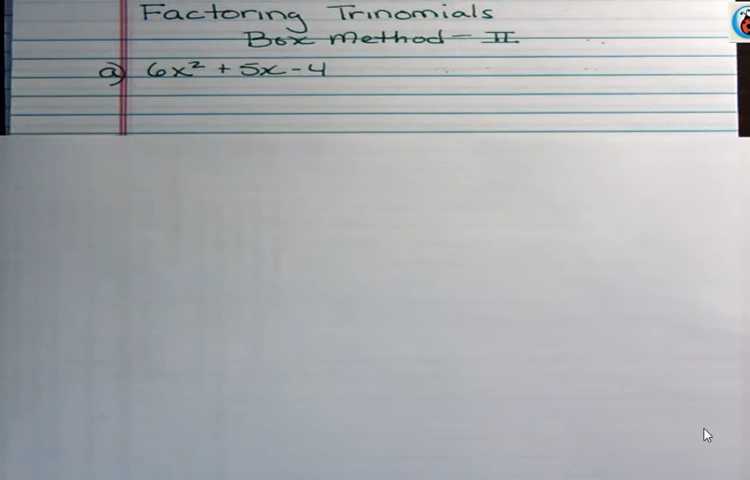 Factoring Trinomials
Box Method - II
a) 6x² + 5x - 4